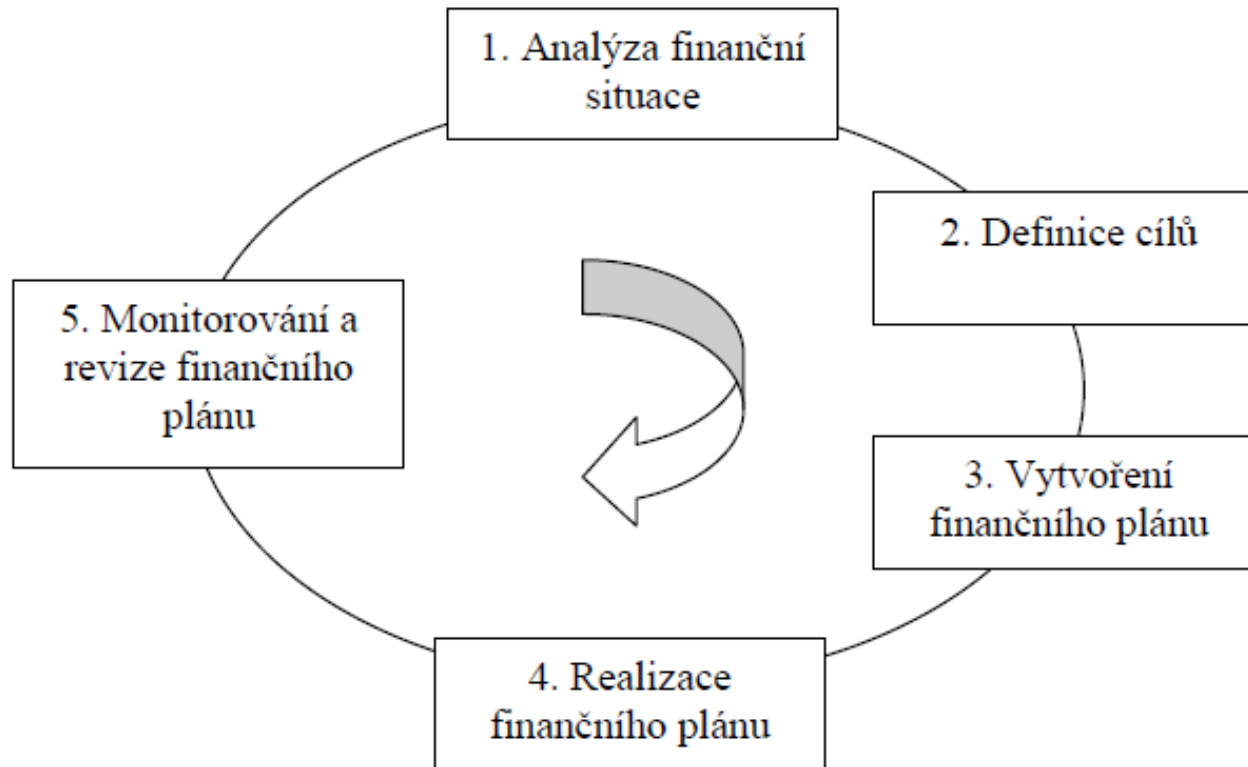 1. Analýza finanční
situace
2. Definice cílů
3. Vytvoření
finančního plánu
4. Realizace
finančního plánu
5. Monitorování a
revize finančního
plánu